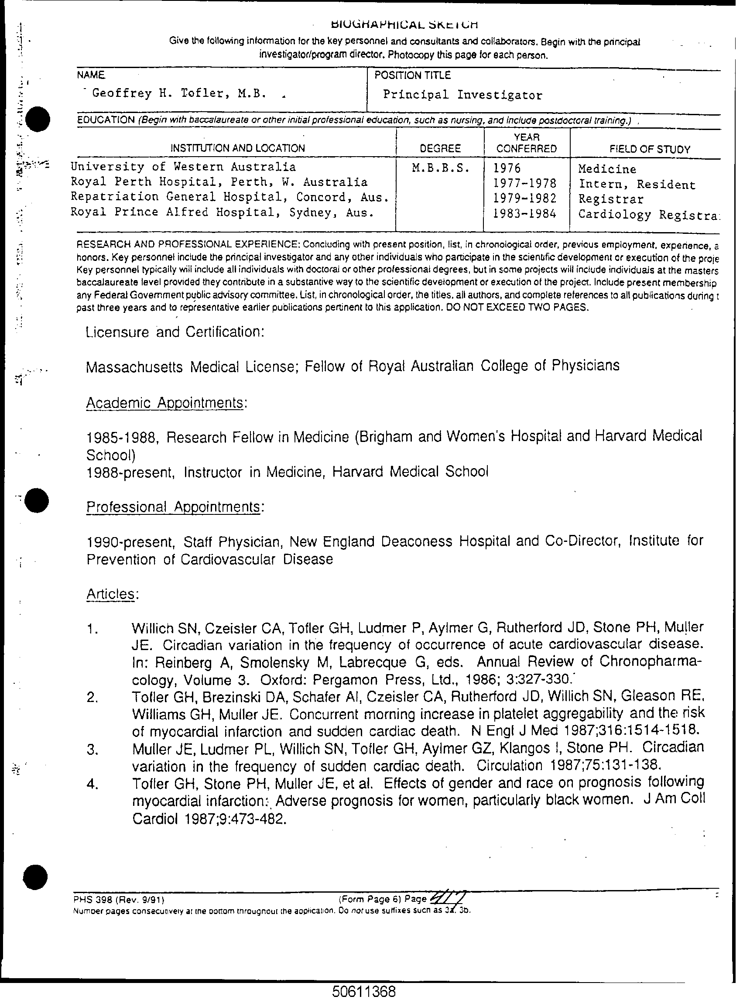 BIOGRAPHICAL SKETCH
Give the following information for the key personnel and consultants and collaborators. Begin with the principal
investigator/program director. Photocopy this page for each person.
NAME POSITION TITLE
Geoffrey H. Tofler, M.B. Principal Investigator
EDUCATION (Begin with baccalaureate or other initial professional education, such as nursing, and include postdoctoral training.)
INSTITUTION AND LOCATION DEGREE YEAR CONFERRED FIELD OF STUDY
University of Western Australia M.B.B.S. 1976 Medicine
Royal Perth Hospital, Perth, W. Australia 1977-1978 Intern, Resident
Repatriation General Hospital, Concord, Aus. 1979-1982 Registrar
Royal Prince Alfred Hospital, Sydney, Aus. 1983-1984 Cardiology Registra
RESEARCH AND PROFESSIONAL EXPERIENCE: Concluding with present position, list, in chronological order, previous employment, experience, a
honors. Key personnel include the principal investigator and any other individuals who participate in the scientific development or execution of the proje
Key personnel typically will include all individuals with doctoral or other professional degrees, but in some projects will include individuals at the masters
baccalaureate level provided they contribute in a substantive way to the scientific development or execution of the project. Include present membership
any Federal Government public advisory committee. List, in chronological order, the titles, all authors, and complete references to all publications during t
past three years and to representative earlier publications pertinent to this application. DO NOT EXCEED TWO PAGES.
Licensure and Certification:
Massachusetts Medical License; Fellow of Royal Australian College of Physicians
Academic Appointments:
1985-1988, Research Fellow in Medicine (Brigham and Women's Hospital and Harvard Medical
School)
1988-present, Instructor in Medicine, Harvard Medical School
Professional Appointments:
1990-present, Staff Physician, New England Deaconess Hospital and Co-Director, Institute for
Prevention of Cardiovascular Disease
Articles:
1. Willich SN, Czeisler CA, Tofler GH, Ludmer P, Aylmer G, Rutherford JD, Stone PH, Muller
JE. Circadian variation in the frequency of occurrence of acute cardiovascular disease.
In: Reinberg A, Smolensky M, Labrecque G, eds. Annual Review of Chronopharma-
cology, Volume 3. Oxford: Pergamon Press, Ltd., 1986; 3:327-330.
2. Tofler GH, Brezinski DA, Schafer AI, Czeisler CA, Rutherford JD, Willich SN, Gleason RE,
Williams GH, Muller JE. Concurrent morning increase in platelet aggregability and the risk
of myocardial infarction and sudden cardiac death. N Engl J Med 1987;316:1514-1518.
3. Muller JE, Ludmer PL, Willich SN, Tofler GH, Aylmer GZ, Klangos I, Stone PH. Circadian
variation in the frequency of sudden cardiac death. Circulation 1987;75:131-138.
4. Tofler GH, Stone PH, Muller JE, et al. Effects of gender and race on prognosis following
myocardial infarction: Adverse prognosis for women, particularly black women. J Am Coll
Cardiol 1987;9:473-482.
PHS 398 (Rev. 9/91) (Form Page 6) Page
Number pages consecutively at the bottom throughout the application. Do not use suffixes such as 3a, 3b.
50611368